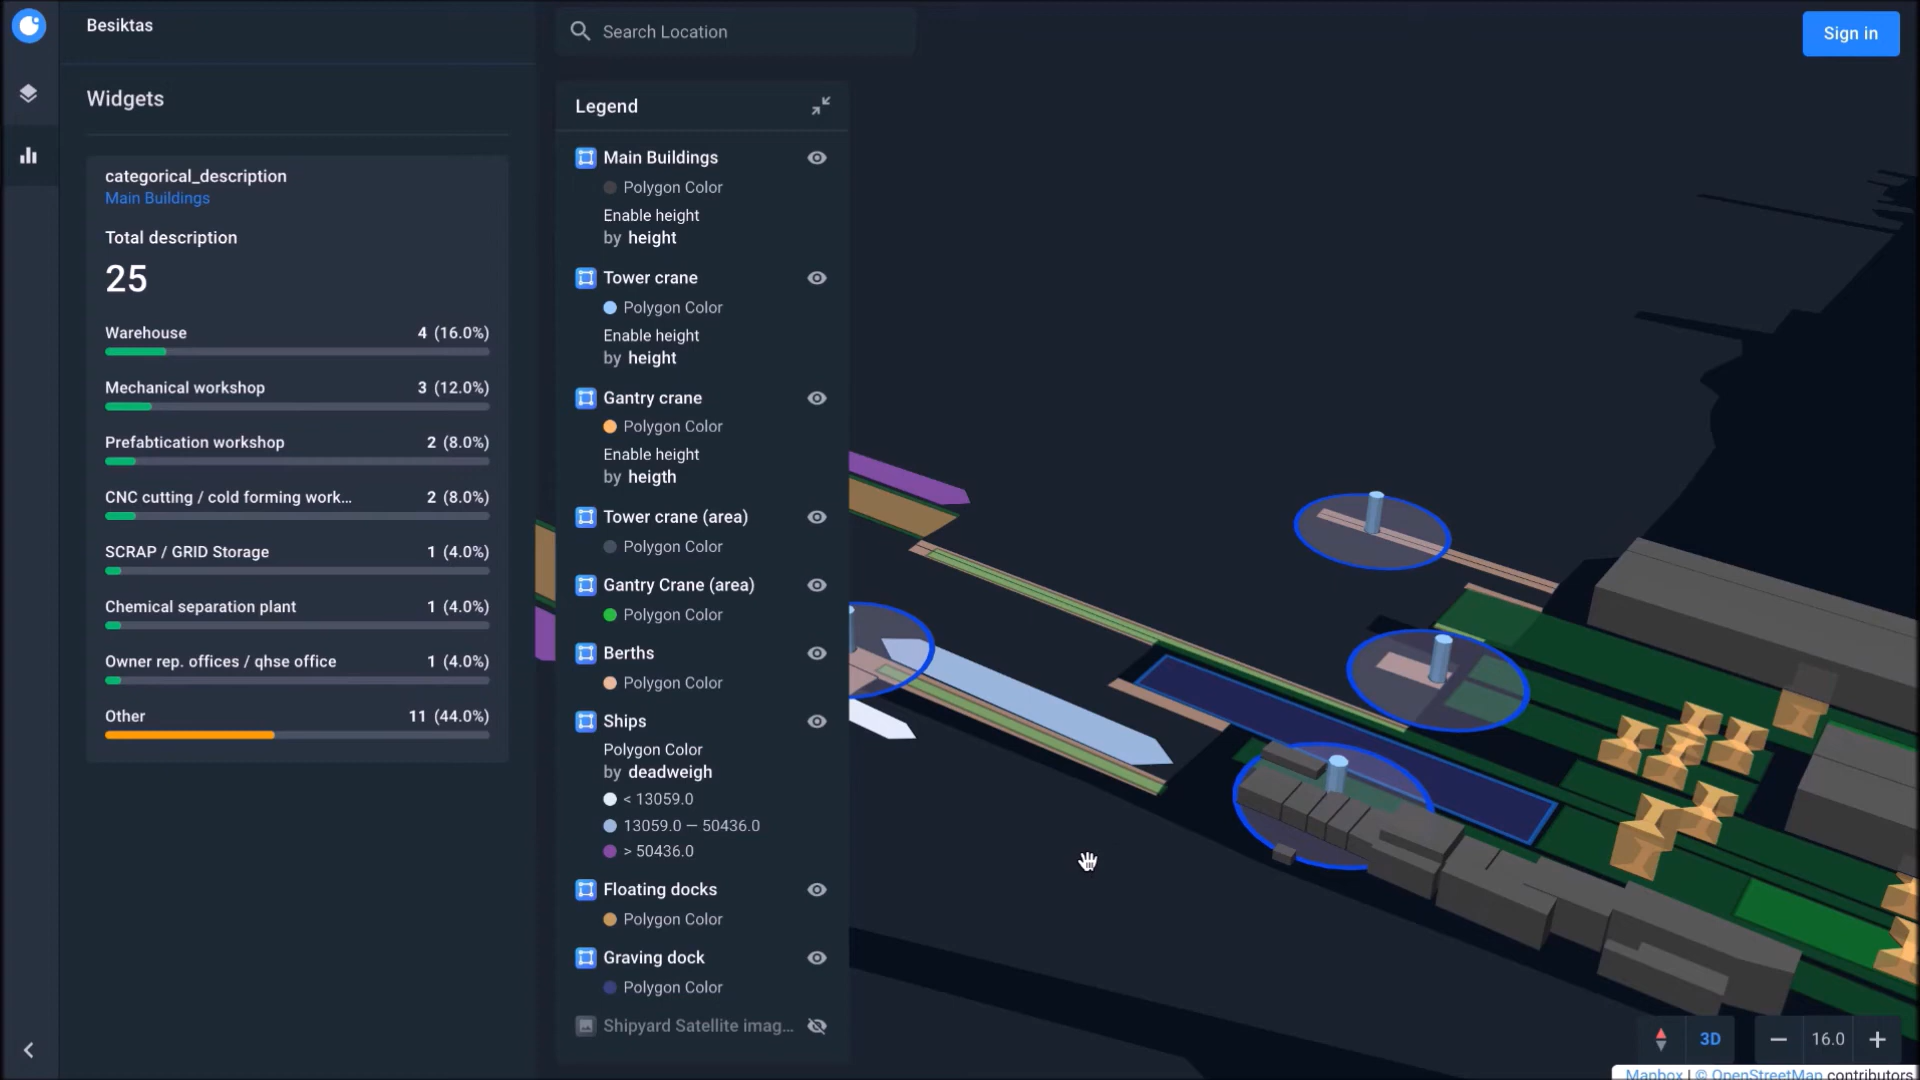 Besiktas
Search Location
Sign in
Widgets
categorical_description
Main Buildings
Total description
25
Warehouse 4 (16.0%)
Mechanical workshop 3 (12.0%)
Prefabtication workshop 2 (8.0%)
CNC cutting / cold forming work... 2 (8.0%)
SCRAP / GRID Storage 1 (4.0%)
Chemical separation plant 1 (4.0%)
Owner rep. offices / qhse office 1 (4.0%)
Other 11 (44.0%)
Legend
Main Buildings
Polygon Color
Enable height
by height
Tower crane
Polygon Color
Enable height
by height
Gantry crane
Polygon Color
Enable height
by heigth
Tower crane (area)
Polygon Color
Gantry Crane (area)
Polygon Color
Berths
Polygon Color
Ships
Polygon Color
by deadweigh
< 13059.0
13059.0 — 50436.0
> 50436.0
Floating docks
Polygon Color
Graving dock
Polygon Color
Shipyard Satellite imag...
3D
16.0
Mapbox | © OpenStreetMap contributors